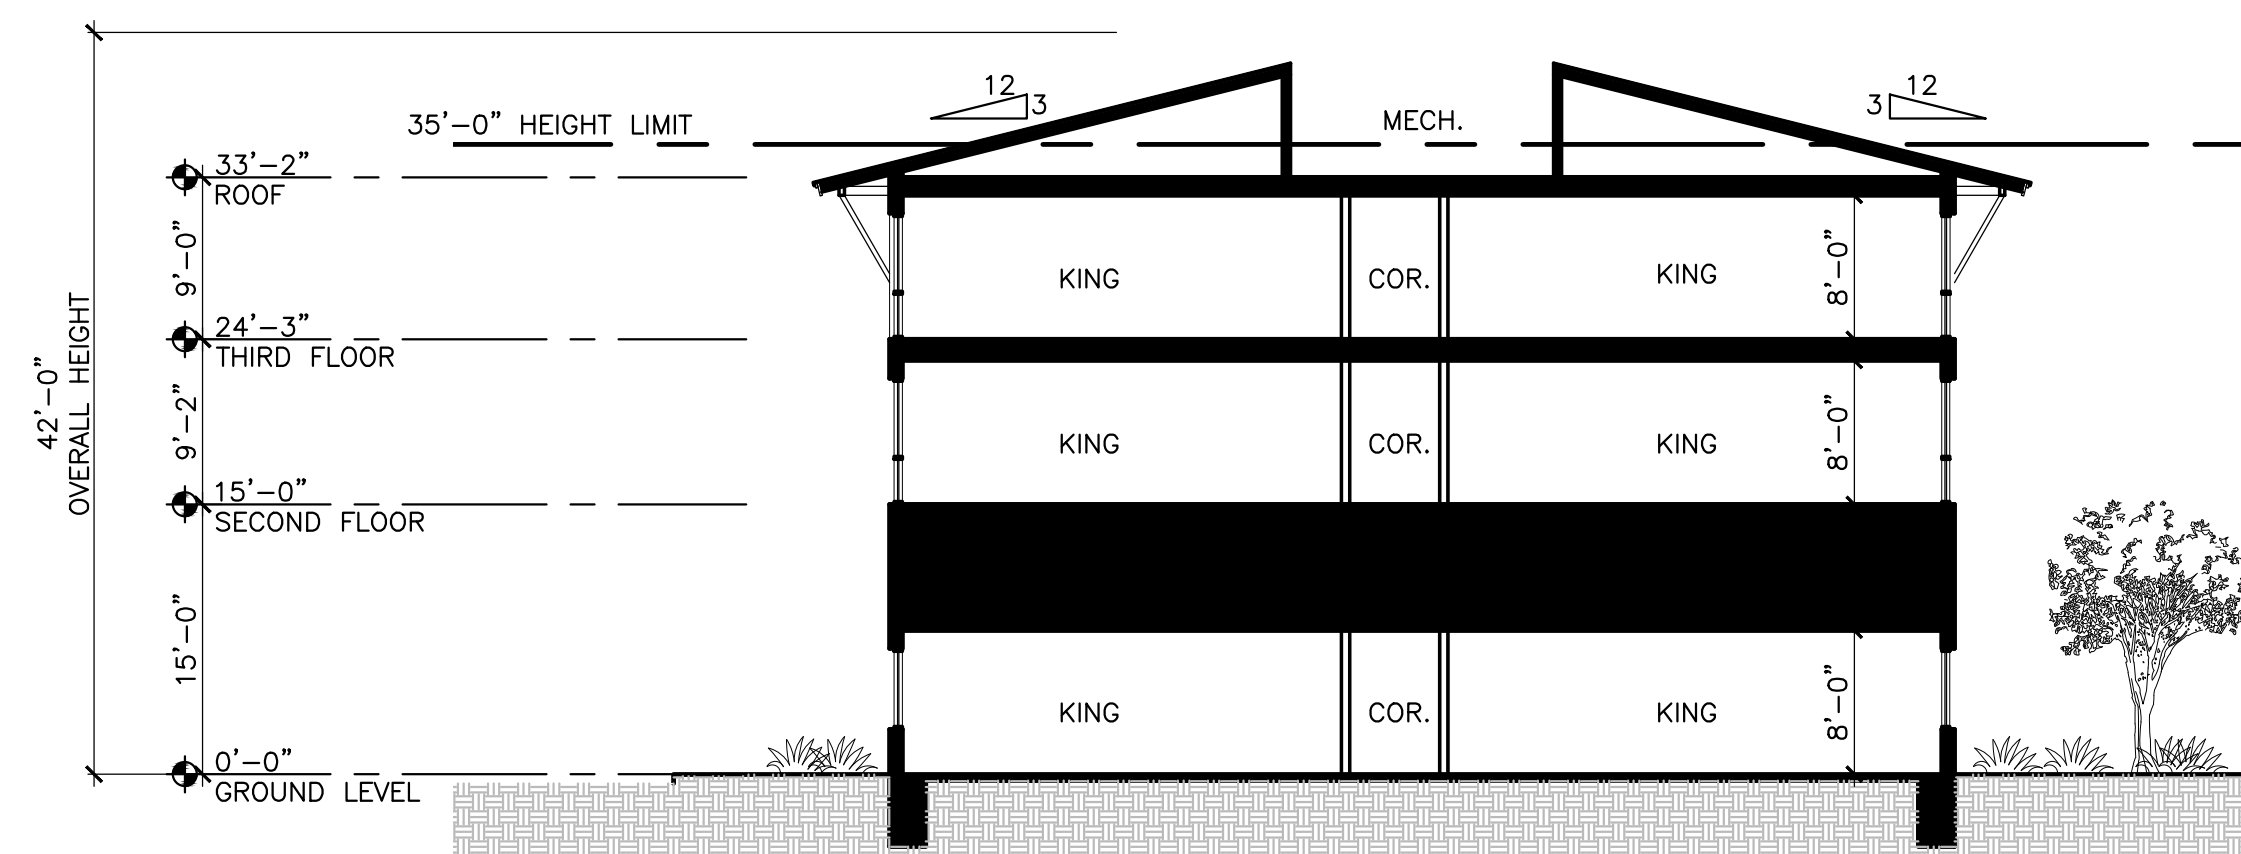 12
3
12
3
35'-0" HEIGHT LIMIT
MECH.
33'-2"
ROOF
9'-0"
KING
COR.
KING
8'-0"
24'-3"
THIRD FLOOR
42'-0"
OVERALL HEIGHT
9'-2"
KING
COR.
KING
8'-0"
15'-0"
SECOND FLOOR
15'-0"
KING
COR.
KING
8'-0"
0'-0"
GROUND LEVEL